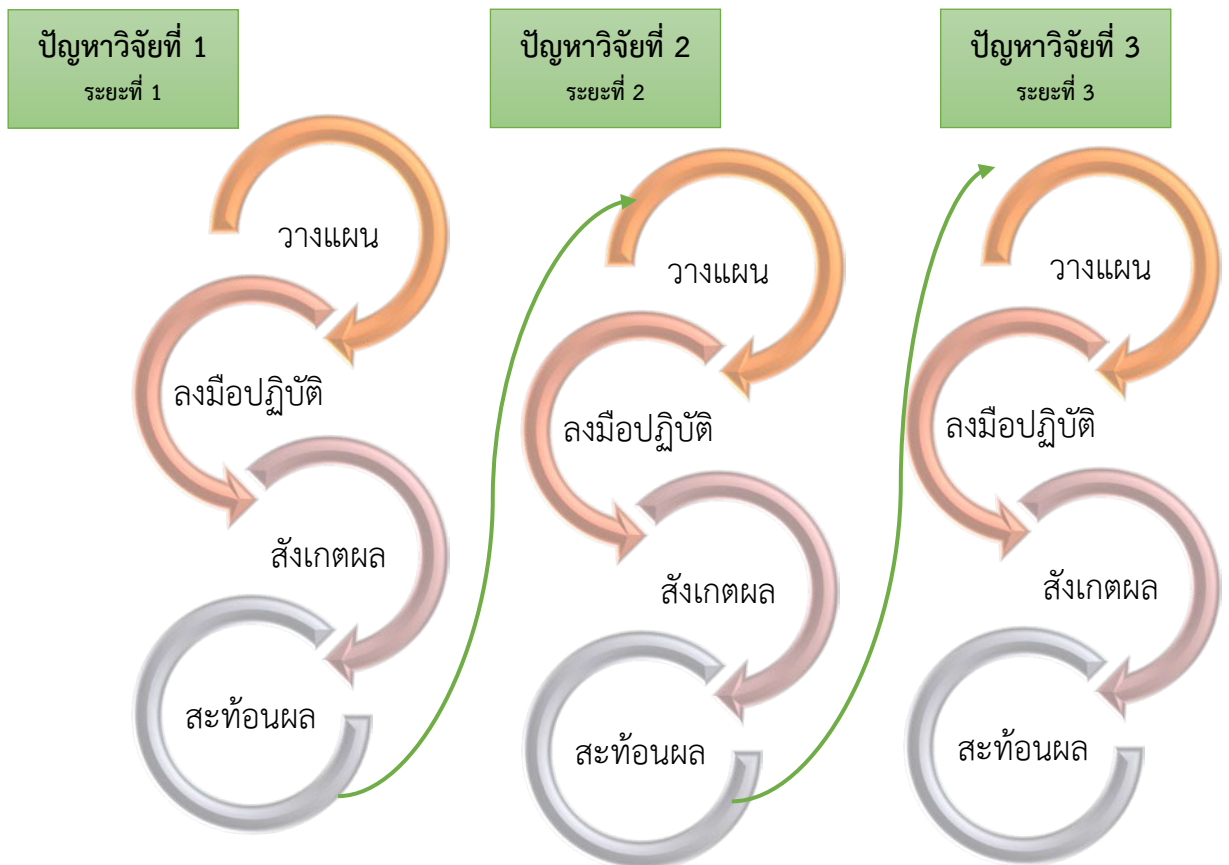 ปัญหาวิจัยที่ 1
ระยะที่ 1
วางแผน
ลงมือปฏิบัติ
สังเกตผล
สะท้อนผล
ปัญหาวิจัยที่ 2
ระยะที่ 2
วางแผน
ลงมือปฏิบัติ
สังเกตผล
สะท้อนผล
ปัญหาวิจัยที่ 3
ระยะที่ 3
วางแผน
ลงมือปฏิบัติ
สังเกตผล
สะท้อนผล